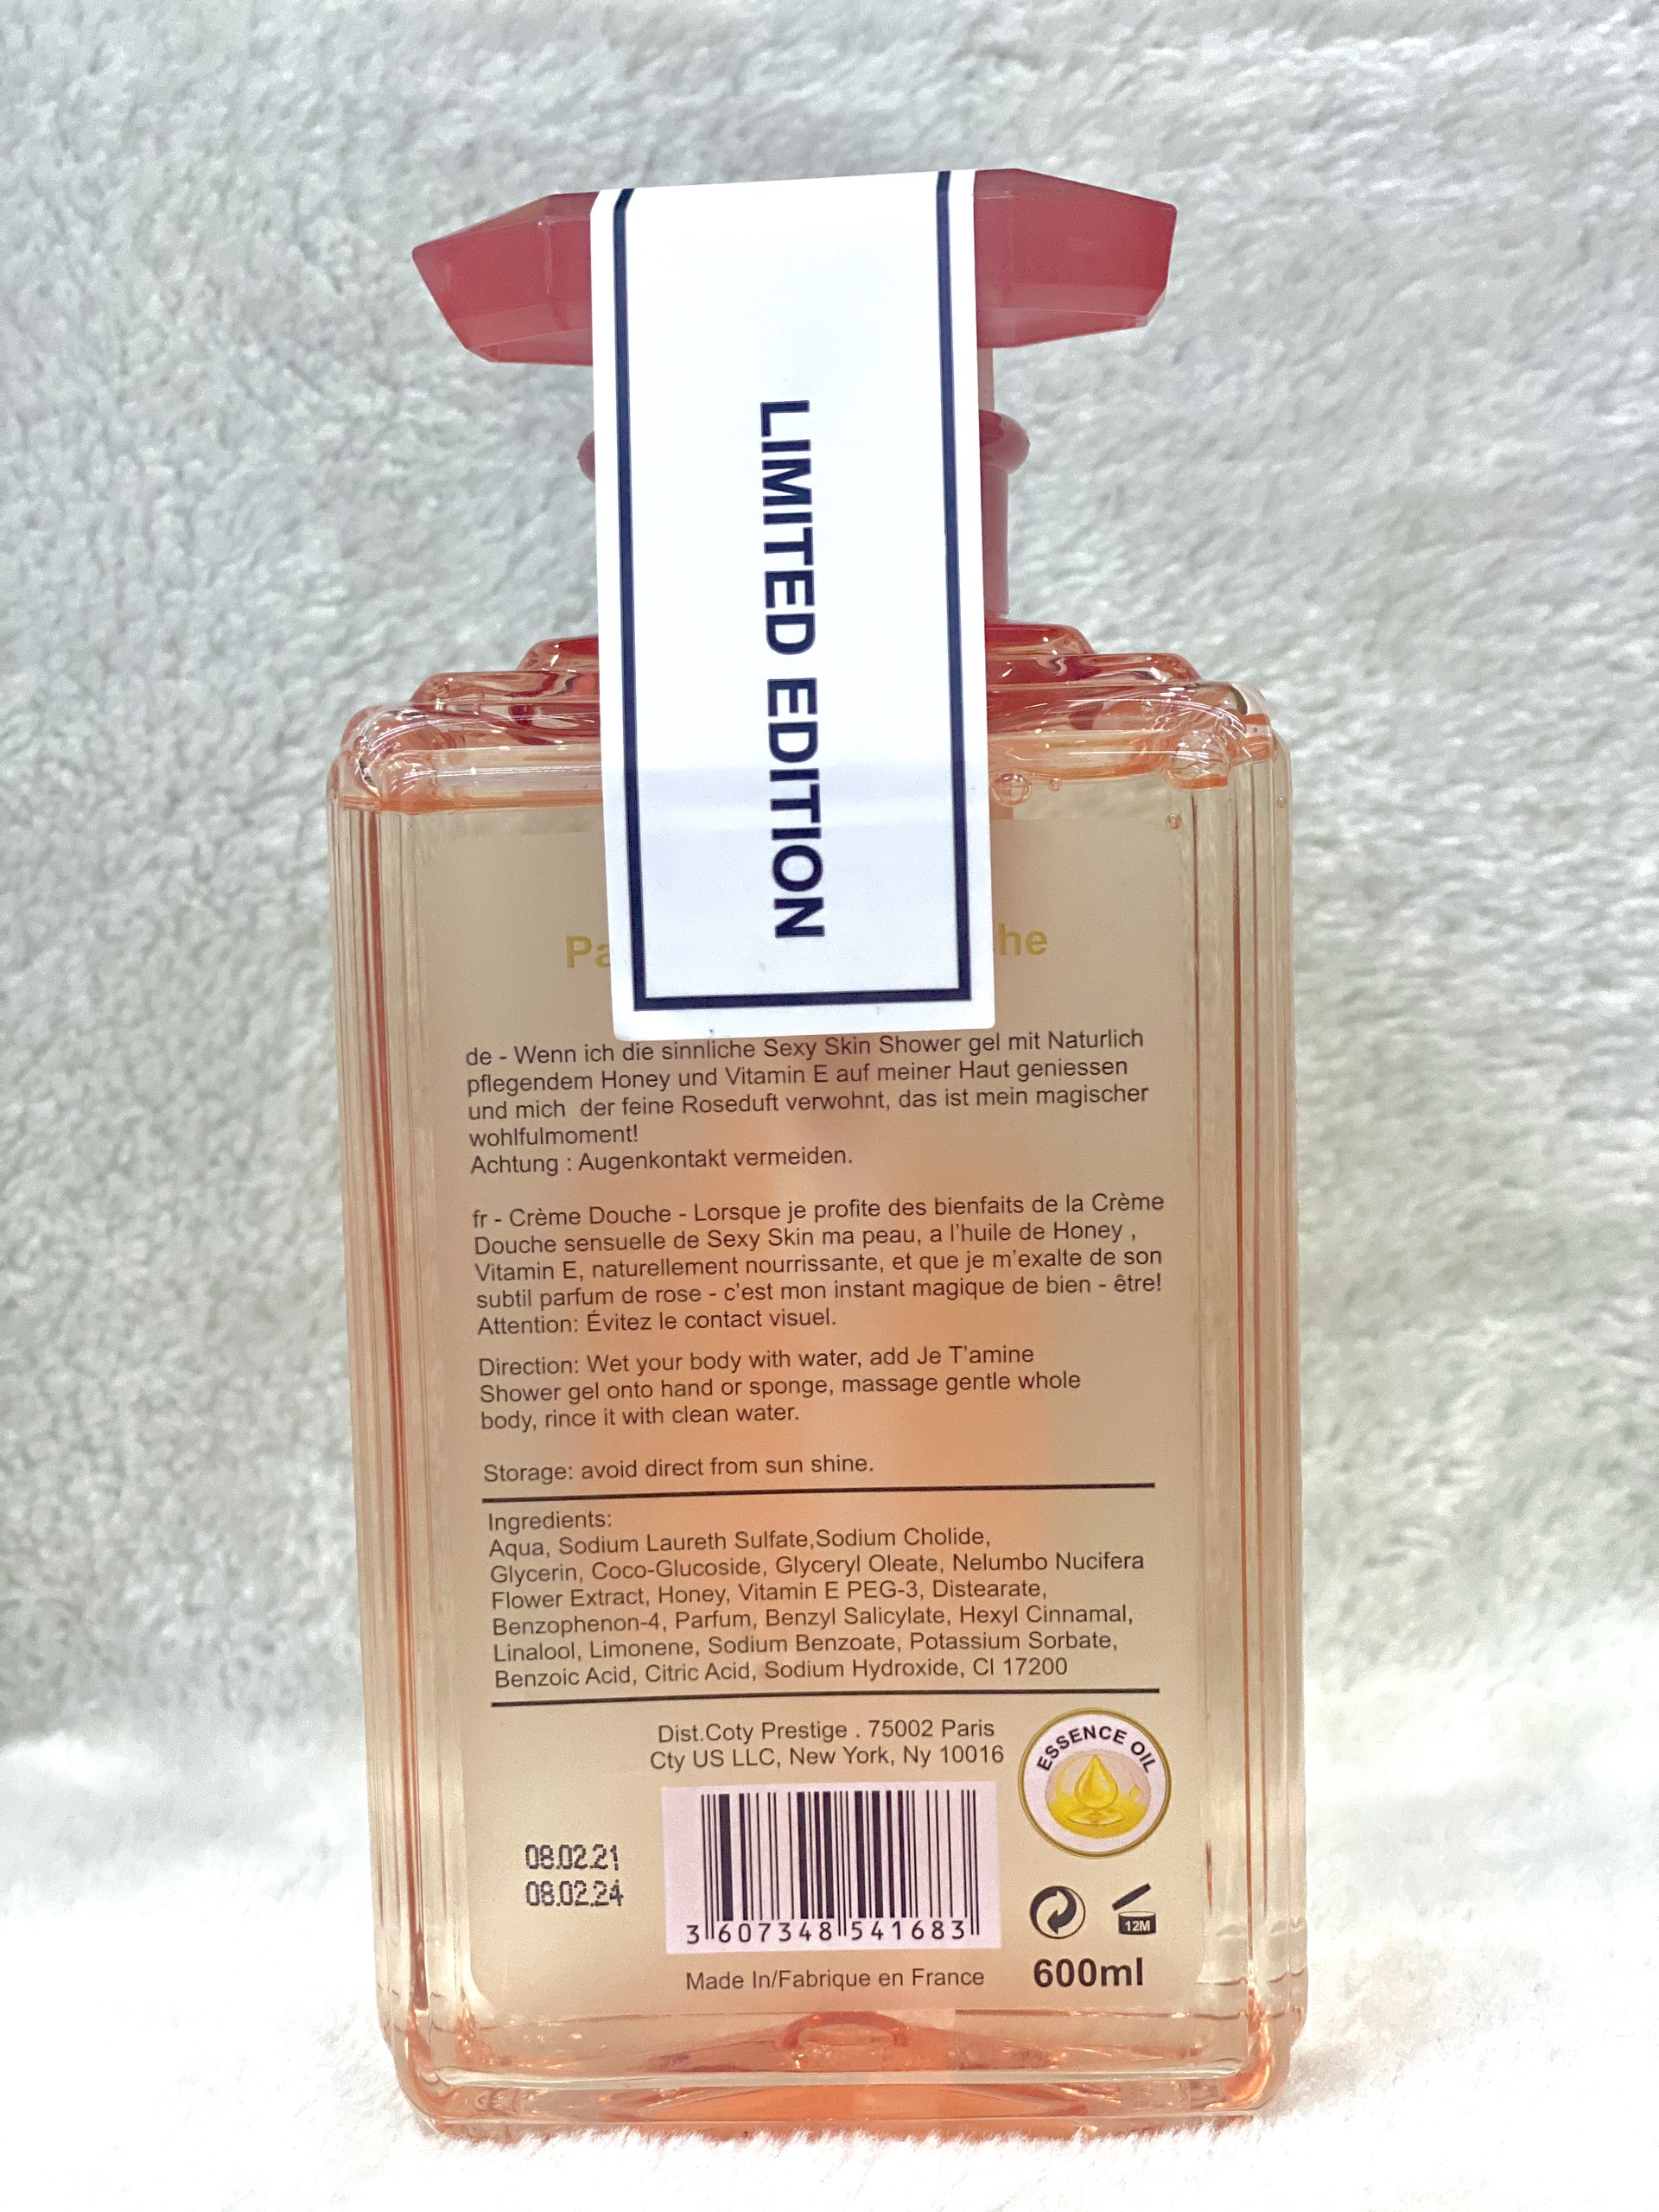 LIMITED EDITION
de - Wenn ich die sinnliche Sexy Skin Shower gel mit Naturlich
pflegendem Honey und Vitamin E auf meiner Haut geniessen
und mich der feine Roseduft verwohnt, das ist mein magischer
wohlfulmoment!
Achtung : Augenkontakt vermeiden.
fr - Crème Douche - Lorsque je profite des bienfaits de la Crème
Douche sensuelle de Sexy Skin ma peau, a l'huile de Honey ,
Vitamin E, naturellement nourrissante, et que je m'exalte de son
subtil parfum de rose - c'est mon instant magique de bien - être!
Attention: Évitez le contact visuel.
Direction: Wet your body with water, add Je T'amine
Shower gel onto hand or sponge, massage gentle whole
body, rince it with clean water.
Storage: avoid direct from sun shine.
Ingredients:
Aqua, Sodium Laureth Sulfate,Sodium Cholide,
Glycerin, Coco-Glucoside, Glyceryl Oleate, Nelumbo Nucifera
Flower Extract, Honey, Vitamin E PEG-3, Distearate,
Benzophenon-4, Parfum, Benzyl Salicylate, Hexyl Cinnamal,
Linalool, Limonene, Sodium Benzoate, Potassium Sorbate,
Benzoic Acid, Citric Acid, Sodium Hydroxide, CI 17200
Dist.Coty Prestige . 75002 Paris
Cty US LLC, New York, Ny 10016
ESSENCE OIL
08.02.21
08.02.24
3 607348 541683
12M
Made In/Fabrique en France
600ml